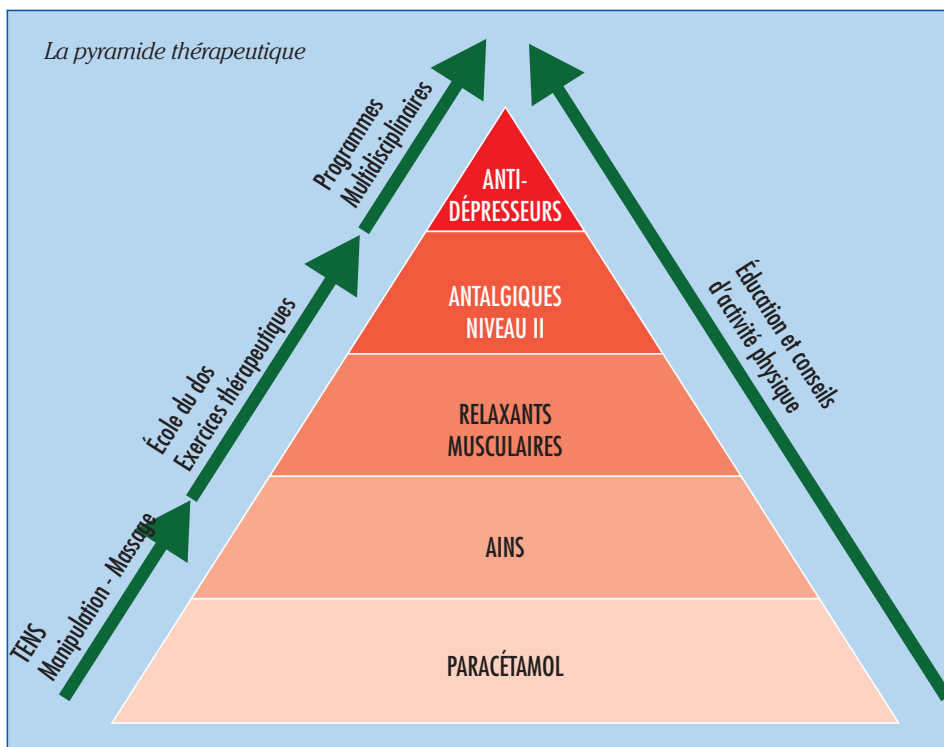 La pyramide thérapeutique
Programmes
Multidisciplinaires
École du dos
Exercices thérapeutiques
TENS
Manipulation - Massage
ANTI-
DÉPRESSEURS
ANTALGIQUES
NIVEAU II
RELAXANTS
MUSCULAIRES
AINS
PARACÉTAMOL
Éducation et conseils
d'activité physique